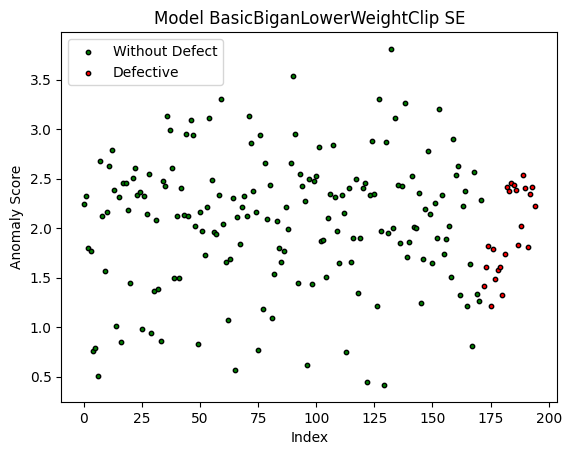 Model BasicBiganLowerWeightClip SE
Without Defect
Defective
Anomaly Score
3.5
3.0
2.5
2.0
1.5
1.0
0.5
0 25 50 75 100 125 150 175 200
Index